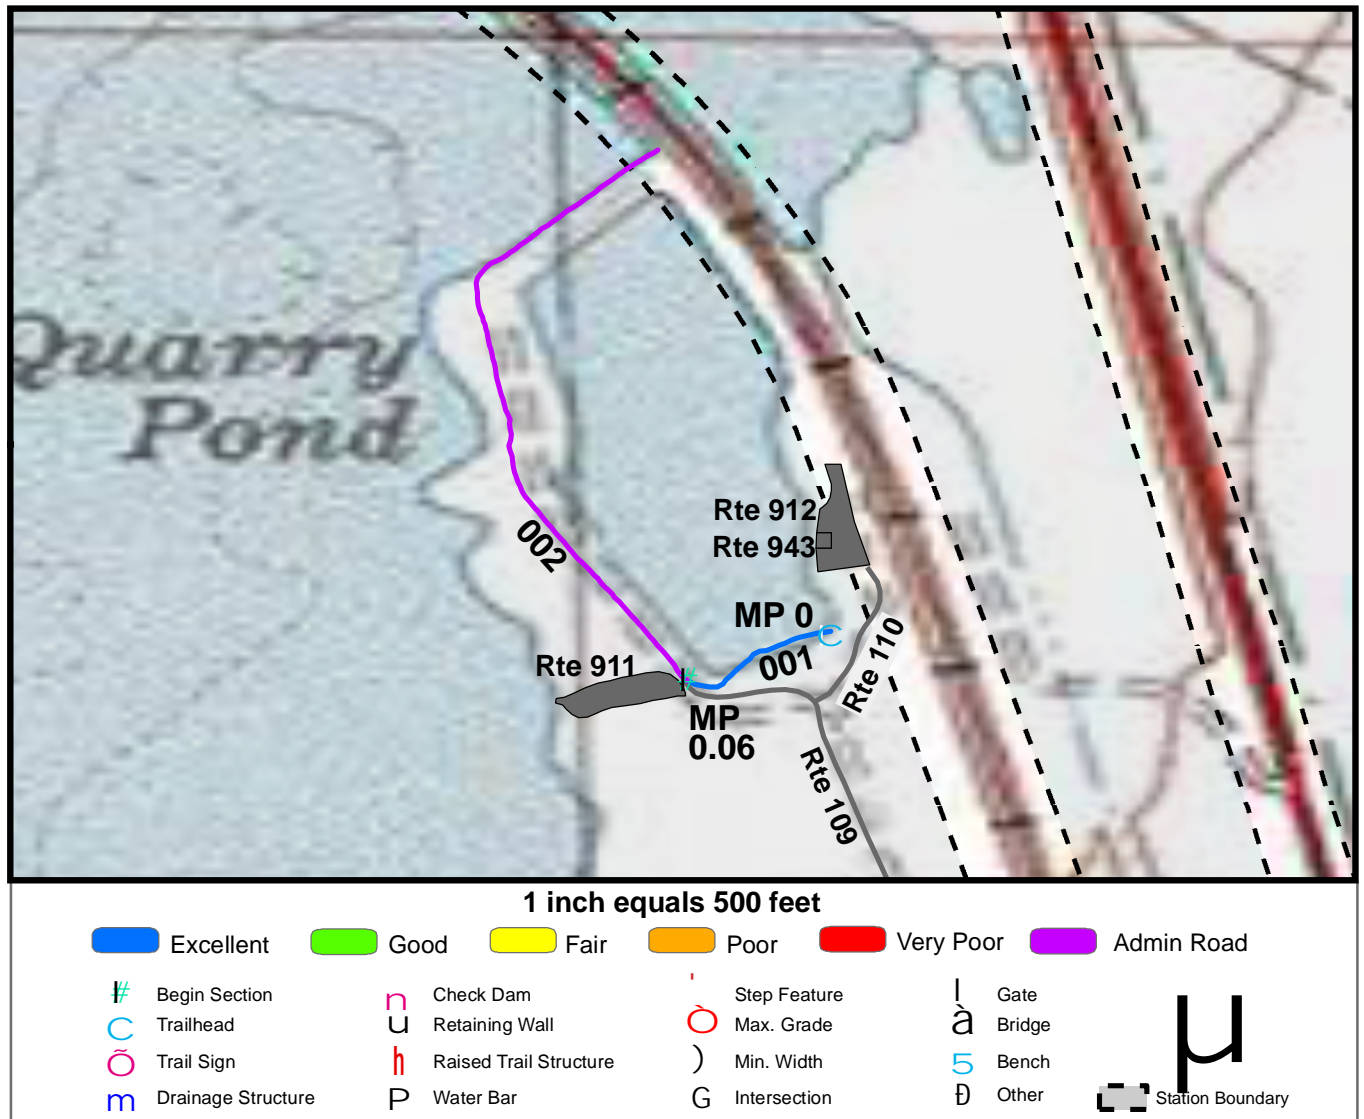 Quarry
Pond
002
Rte 912
Rte 943
MP 0
001
Rte 110
Rte 911
MP
0.06
Rte 109
1 inch equals 500 feet
Excellent
Good
Fair
Poor
Very Poor
Admin Road
# Begin Section
n Check Dam
' Step Feature
l Gate
C Trailhead
u Retaining Wall
Ò Max. Grade
à Bridge
Õ Trail Sign
h Raised Trail Structure
) Min. Width
5 Bench
m Drainage Structure
P Water Bar
G Intersection
Ð Other
µ
Station Boundary